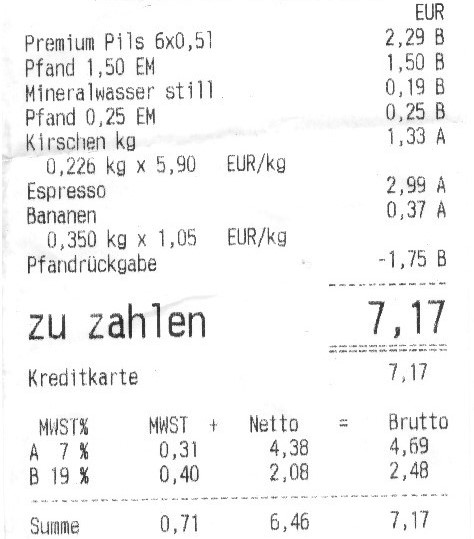 EUR
Premium Pils 6x0,5l 2,29 B
Pfand 1,50 EM 1,50 B
Mineralwasser still 0,19 B
Pfand 0,25 EM 0,25 B
Kirschen kg 1,33 A
0,226 kg x 5,90 EUR/kg
Espresso 2,99 A
Bananen 0,37 A
0,350 kg x 1,05 EUR/kg
Pfandrückgabe -1,75 B
zu zahlen 7,17
Kreditkarte 7,17
MWST% MWST + Netto = Brutto
A 7 % 0,31 4,38 4,69
B 19 % 0,40 2,08 2,48
Summe 0,71 6,46 7,17